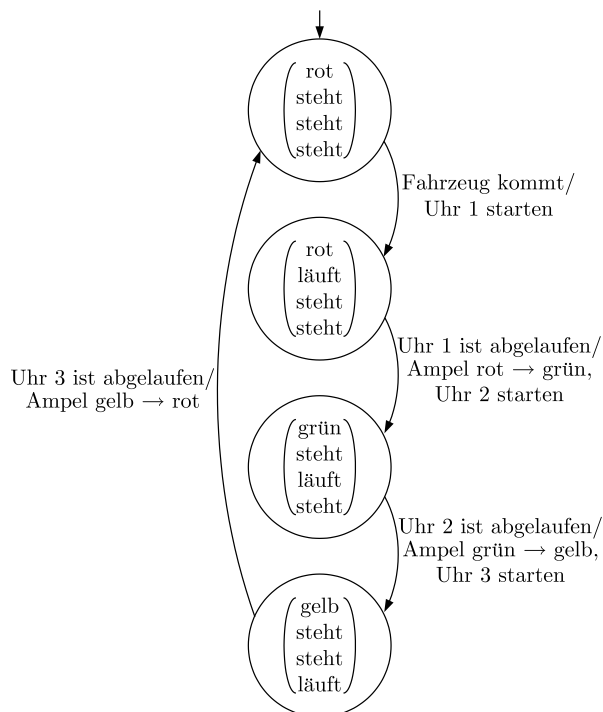 rot
steht
steht
steht
Fahrzeug kommt/
Uhr 1 starten
rot
läuft
steht
steht
Uhr 1 ist abgelaufen/
Ampel rot → grün,
Uhr 2 starten
Uhr 3 ist abgelaufen/
Ampel gelb → rot
grün
steht
läuft
steht
Uhr 2 ist abgelaufen/
Ampel grün → gelb,
Uhr 3 starten
gelb
steht
steht
läuft